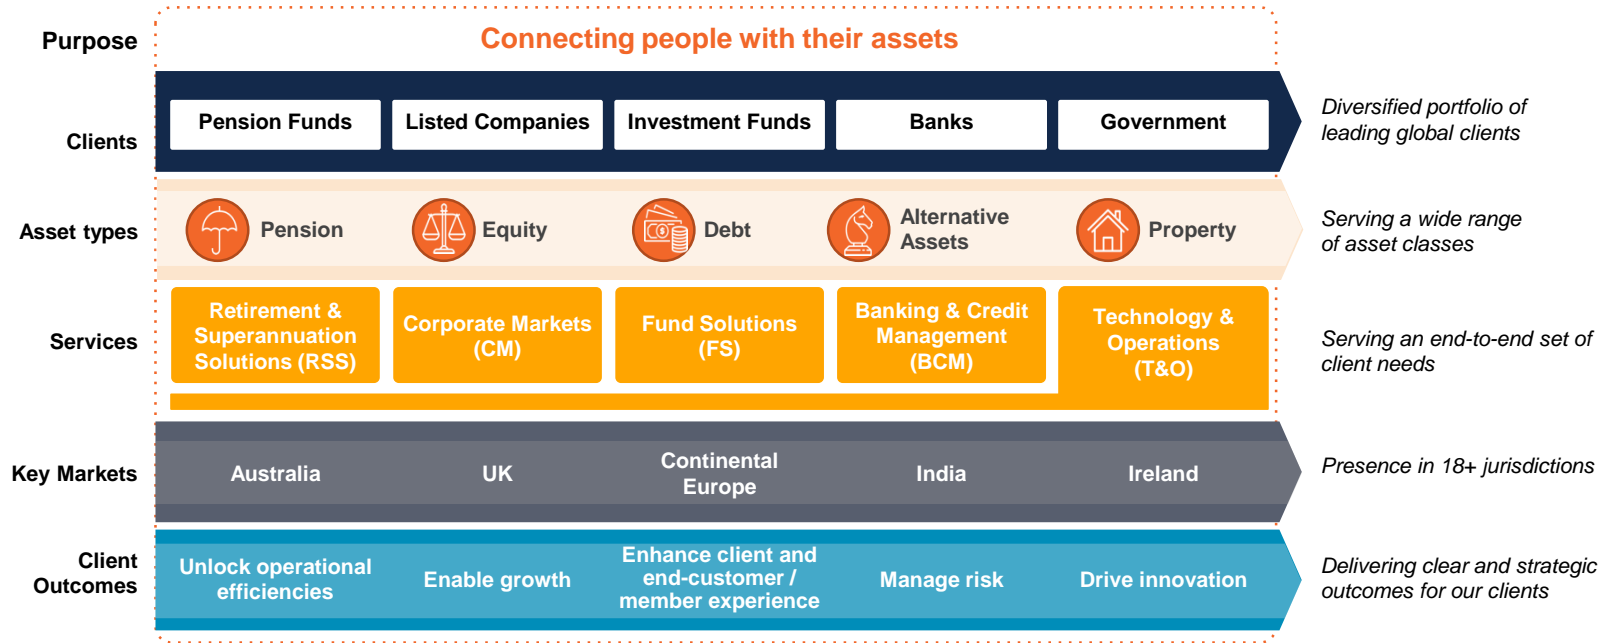 Purpose
Connecting people with their assets
Clients
Pension Funds
Listed Companies
Investment Funds
Banks
Government
Diversified portfolio of
leading global clients
Asset types
Pension
Equity
Debt
Alternative
Assets
Property
Serving a wide range
of asset classes
Services
Retirement &
Superannuation
Solutions (RSS)
Corporate Markets
(CM)
Fund Solutions
(FS)
Banking & Credit
Management
(BCM)
Technology &
Operations
(T&O)
Serving an end-to-end set of
client needs
Key Markets
Australia
UK
Continental
Europe
India
Ireland
Presence in 18+ jurisdictions
Client
Outcomes
Unlock operational
efficiencies
Enable growth
Enhance client and
end-customer /
member experience
Manage risk
Drive innovation
Delivering clear and strategic
outcomes for our clients